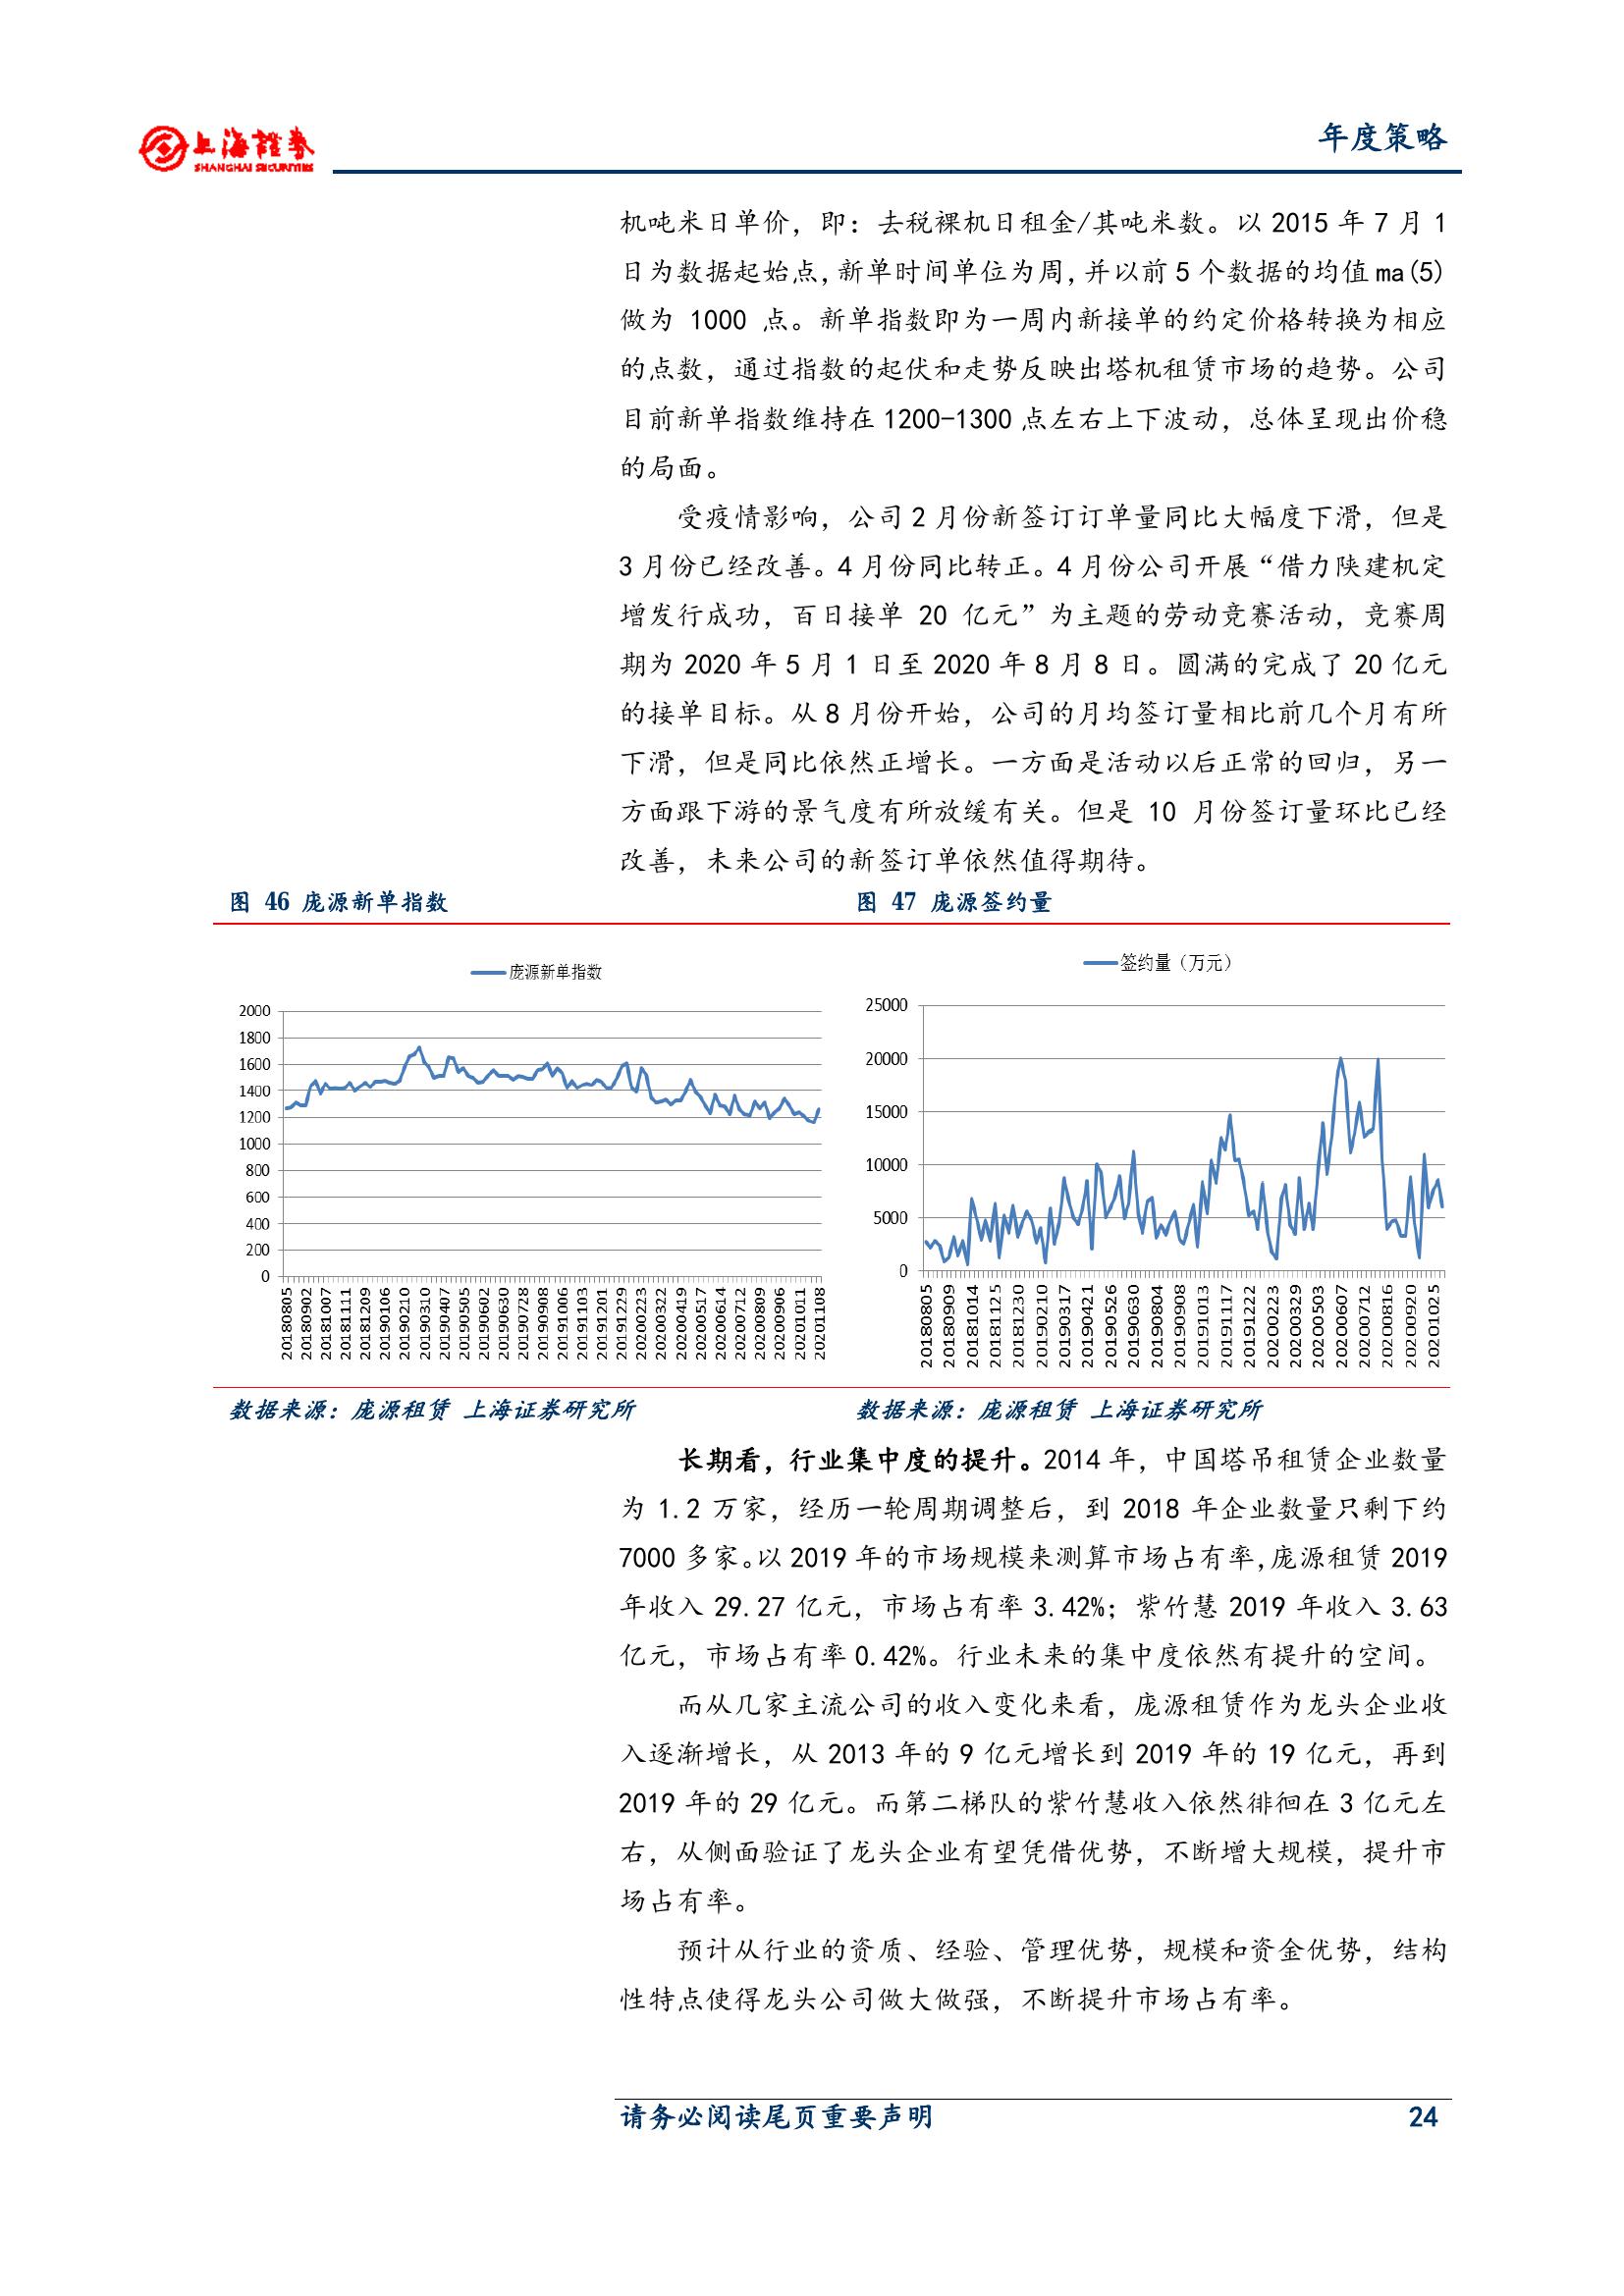 上海證券
SHANGHAI SECURITIES
年度策略
机吨米日单价，即：去税裸机日租金/其吨米数。以 2015 年 7 月 1
日为数据起始点,新单时间单位为周,并以前 5 个数据的均值 ma(5)
做为 1000 点。新单指数即为一周内新接单的约定价格转换为相应
的点数，通过指数的起伏和走势反映出塔机租赁市场的趋势。公司
目前新单指数维持在 1200-1300 点左右上下波动，总体呈现出价稳
的局面。
受疫情影响，公司 2 月份新签订订单量同比大幅度下滑，但是
3 月份已经改善。4 月份同比转正。4 月份公司开展“借力陕建机定
增发行成功，百日接单 20 亿元”为主题的劳动竞赛活动，竞赛周
期为 2020 年 5 月 1 日至 2020 年 8 月 8 日。圆满的完成了 20 亿元
的接单目标。从 8 月份开始，公司的月均签订量相比前几个月有所
下滑，但是同比依然正增长。一方面是活动以后正常的回归，另一
方面跟下游的景气度有所放缓有关。但是 10 月份签订量环比已经
改善，未来公司的新签订单依然值得期待。
图 46 庞源新单指数
图 47 庞源签约量
庞源新单指数
2000
1800
1600
1400
1200
1000
800
600
400
200
0
20180805
20180902
20181007
20181111
20181209
20190106
20190210
20190310
20190407
20190505
20190602
20190630
20190728
20190908
20191006
20191103
20191201
20191229
20200223
20200322
20200419
20200517
20200614
20200712
20200809
20200906
20201011
20201108
签约量（万元）
25000
20000
15000
10000
5000
0
20180805
20180909
20181014
20181125
20181230
20190210
20190317
20190421
20190526
20190630
20190804
20190908
20191013
20191117
20191222
20200223
20200329
20200503
20200607
20200712
20200816
20200920
20201025
数据来源：庞源租赁 上海证券研究所
数据来源：庞源租赁 上海证券研究所
长期看，行业集中度的提升。2014 年，中国塔吊租赁企业数量
为 1.2 万家，经历一轮周期调整后，到 2018 年企业数量只剩下约
7000 多家。以 2019 年的市场规模来测算市场占有率,庞源租赁 2019
年收入 29.27 亿元，市场占有率 3.42%；紫竹慧 2019 年收入 3.63
亿元，市场占有率 0.42%。行业未来的集中度依然有提升的空间。
而从几家主流公司的收入变化来看，庞源租赁作为龙头企业收
入逐渐增长，从 2013 年的 9 亿元增长到 2019 年的 19 亿元，再到
2019 年的 29 亿元。而第二梯队的紫竹慧收入依然徘徊在 3 亿元左
右，从侧面验证了龙头企业有望凭借优势，不断增大规模，提升市
场占有率。
预计从行业的资质、经验、管理优势，规模和资金优势，结构
性特点使得龙头公司做大做强，不断提升市场占有率。
请务必阅读尾页重要声明
24